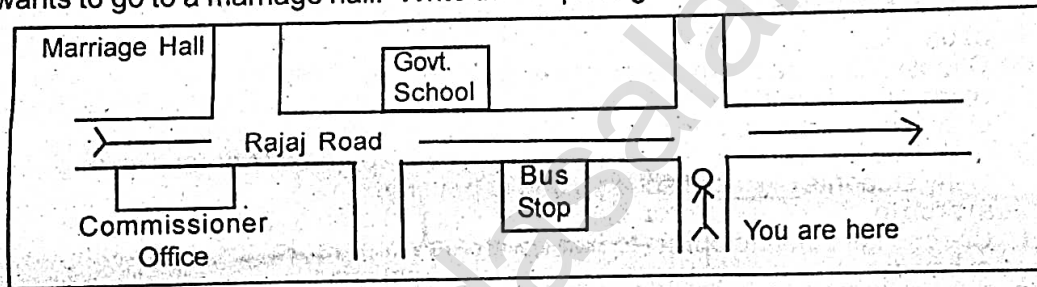 wants to go to a marriage hall.
Marriage Hall
Govt.
School
Rajaj Road
Bus
Stop
You are here
Commissioner
Office